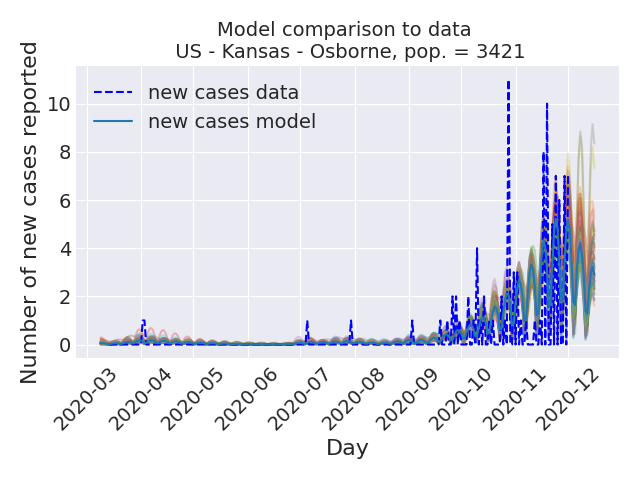 Model comparison to data
US - Kansas - Osborne, pop. = 3421
Number of new cases reported
10
8
6
4
2
0
new cases data
new cases model
2020-03
2020-04
2020-05
2020-06
2020-07
2020-08
2020-09
2020-10
2020-11
2020-12
Day